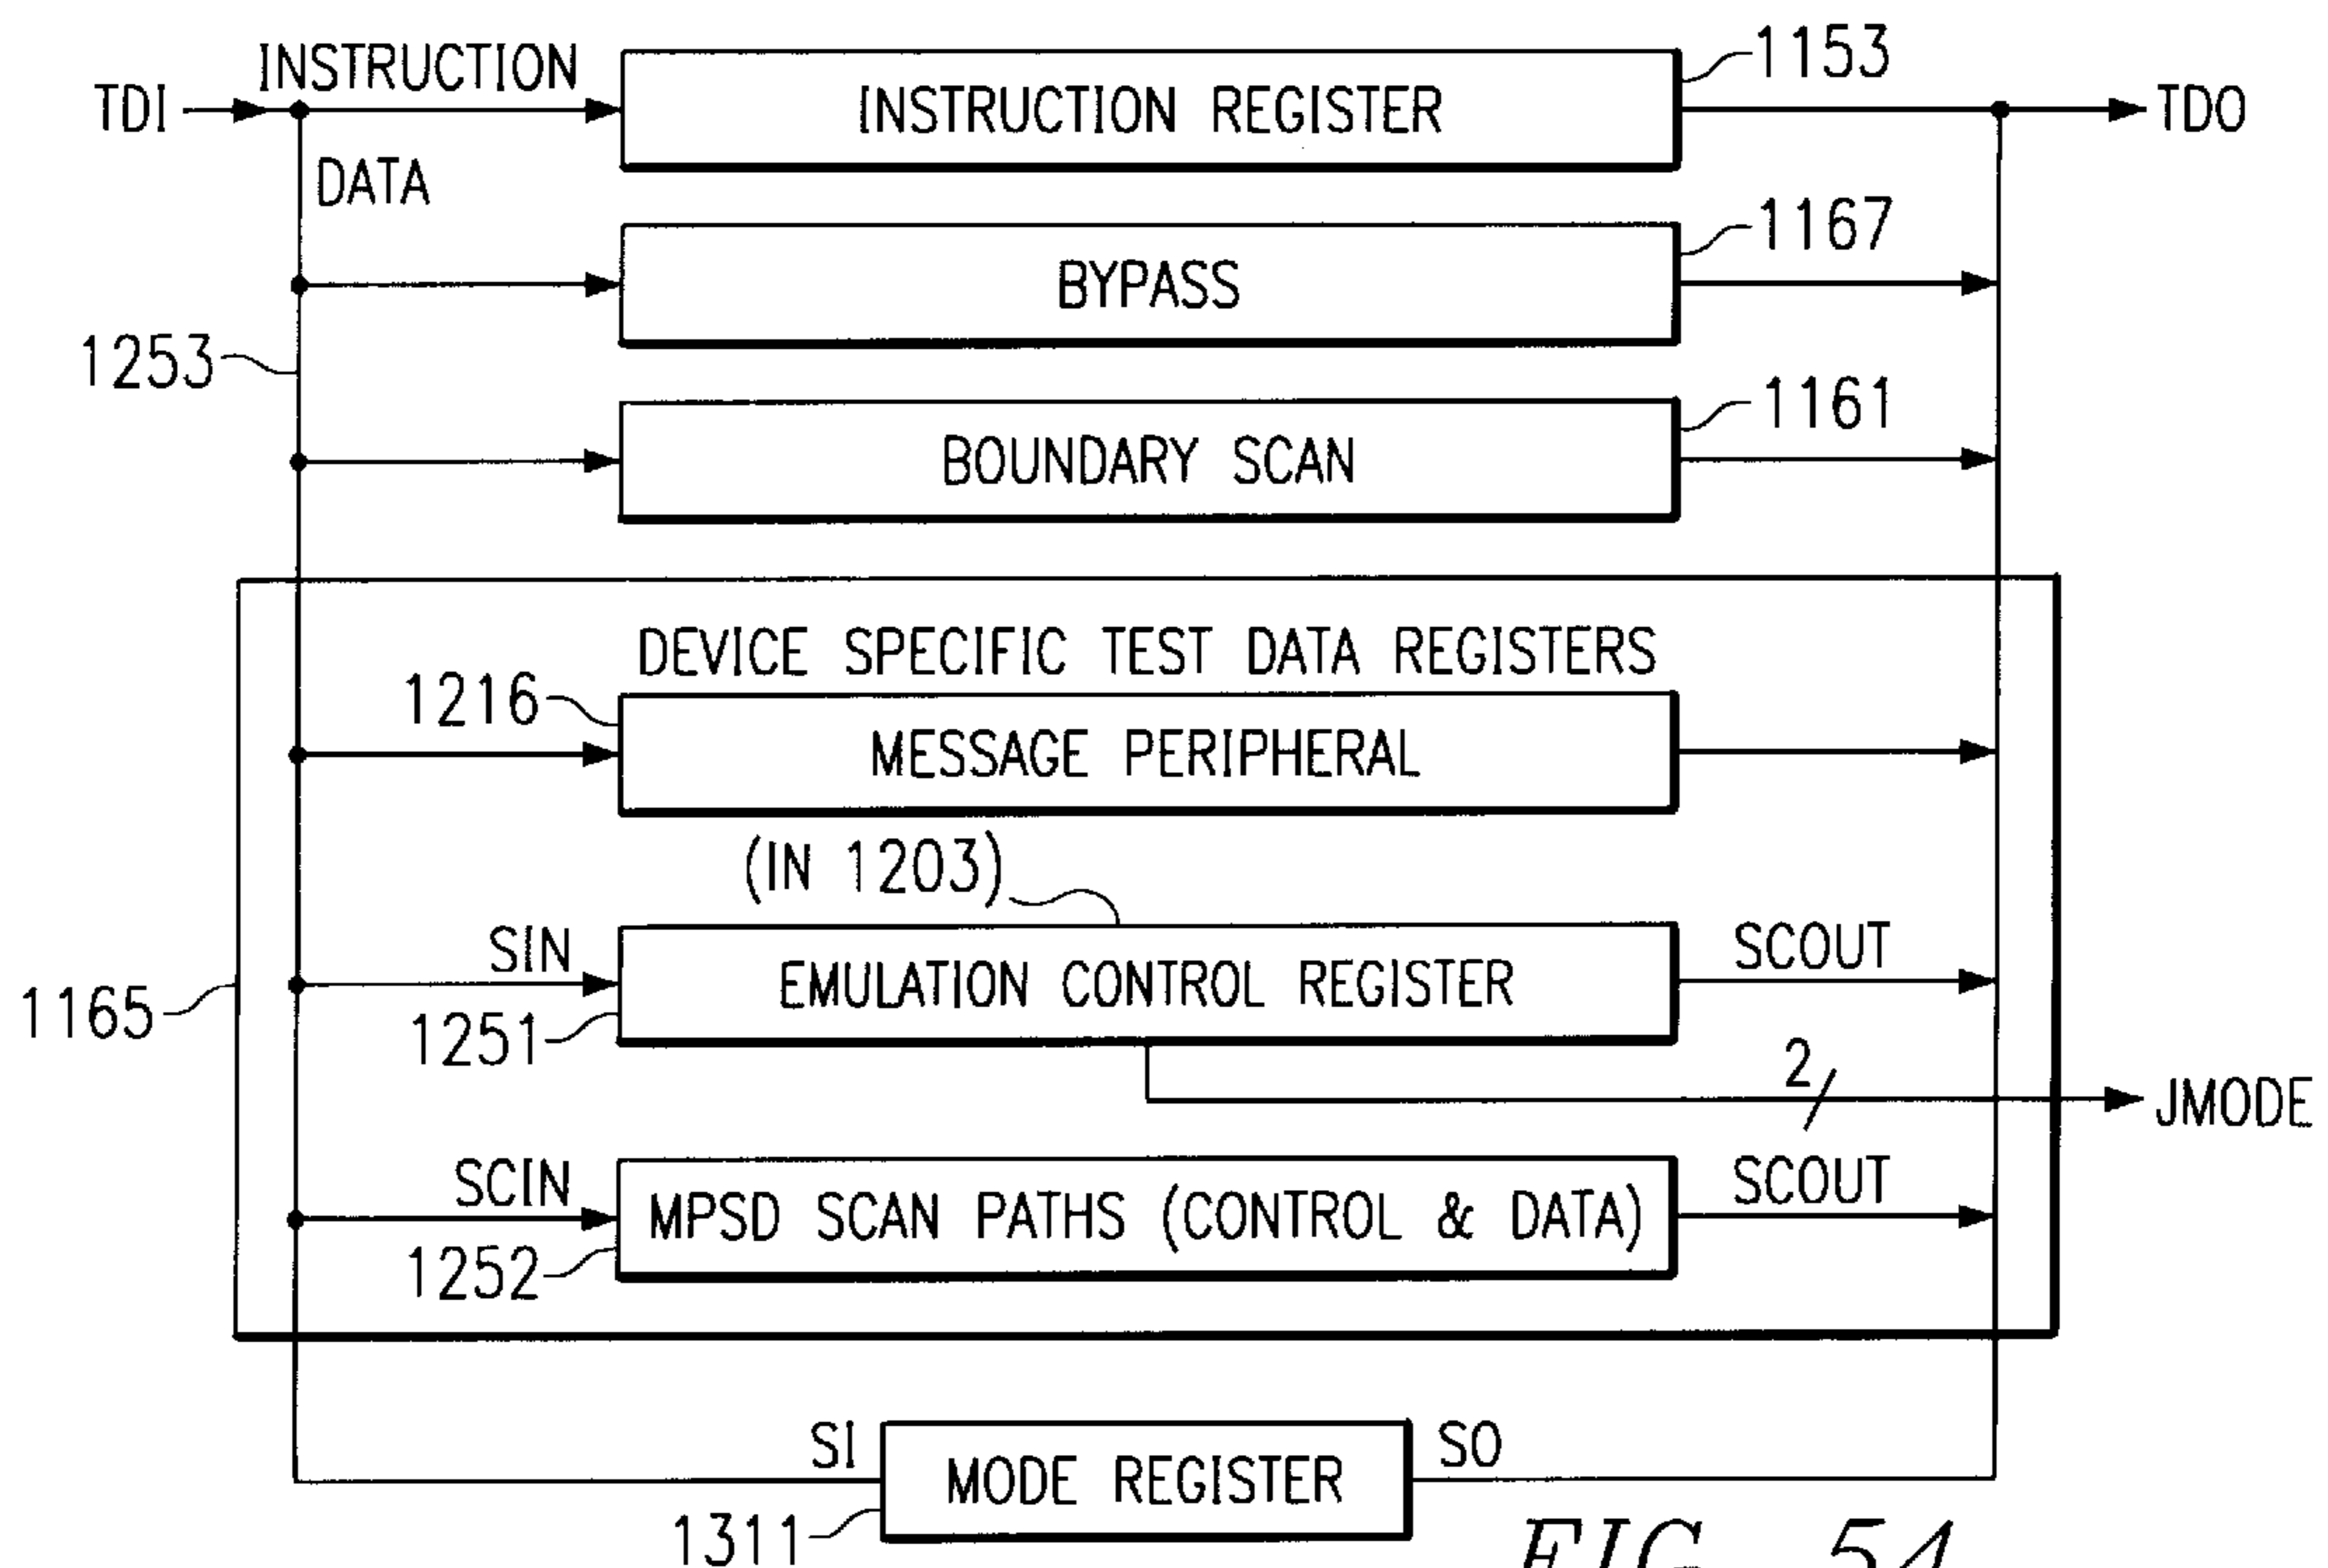 INSTRUCTION
1153
TDI
INSTRUCTION REGISTER
TDO
DATA
1167
BYPASS
1253
1161
BOUNDARY SCAN
DEVICE SPECIFIC TEST DATA REGISTERS
1216
MESSAGE PERIPHERAL
(IN 1203)
SIN
EMULATION CONTROL REGISTER
SCOUT
1165
1251
2
JMODE
SCIN
MPSD SCAN PATHS (CONTROL & DATA)
SCOUT
1252
SI
MODE REGISTER
SO
1311
FIG. 54